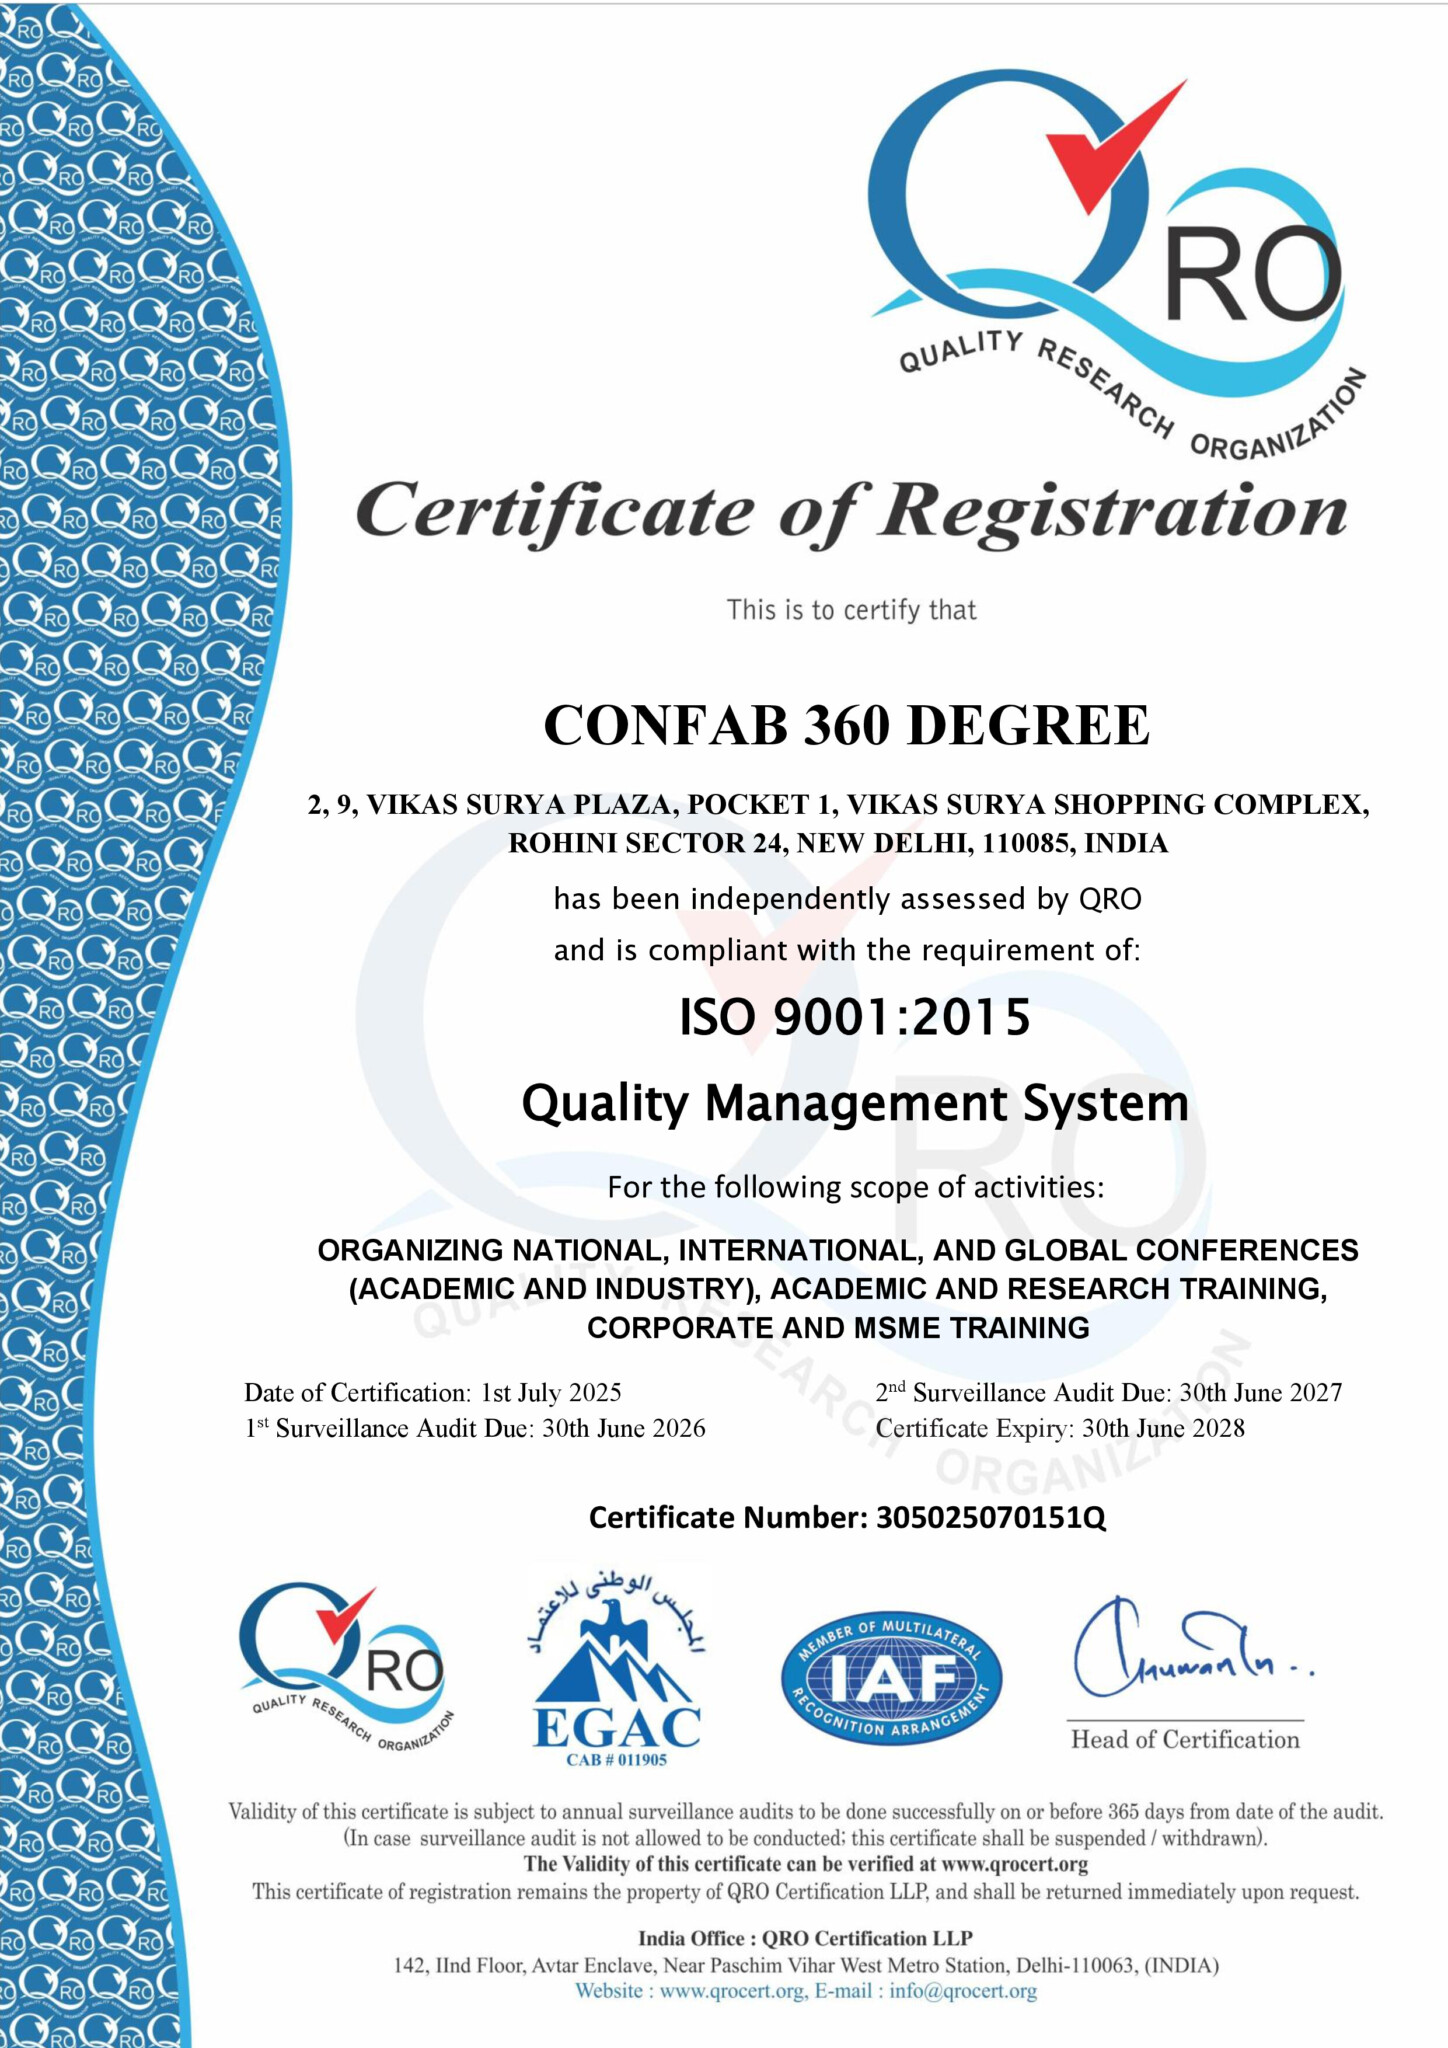 QRO
QUALITY RESEARCH ORGANIZATION
Certificate of Registration
This is to certify that
CONFAB 360 DEGREE
2, 9, VIKAS SURYA PLAZA, POCKET 1, VIKAS SURYA SHOPPING COMPLEX,
ROHINI SECTOR 24, NEW DELHI, 110085, INDIA
has been independently assessed by QRO
and is compliant with the requirement of:
ISO 9001:2015
Quality Management System
For the following scope of activities:
ORGANIZING NATIONAL, INTERNATIONAL, AND GLOBAL CONFERENCES
(ACADEMIC AND INDUSTRY), ACADEMIC AND RESEARCH TRAINING,
CORPORATE AND MSME TRAINING
Date of Certification: 1st July 2025
1st Surveillance Audit Due: 30th June 2026
2nd Surveillance Audit Due: 30th June 2027
Certificate Expiry: 30th June 2028
Certificate Number: 305025070151Q
QRO
QUALITY RESEARCH ORGANIZATION
المجلس الوطنى للاعتماد
EGAC
CAB # 011905
MEMBER OF MULTILATERAL
IAF
RECOGNITION ARRANGEMENT
Head of Certification
Validity of this certificate is subject to annual surveillance audits to be done successfully on or before 365 days from date of the audit.
(In case surveillance audit is not allowed to be conducted; this certificate shall be suspended / withdrawn).
The Validity of this certificate can be verified at www.qrocert.org
This certificate of registration remains the property of QRO Certification LLP, and shall be returned immediately upon request.
India Office : QRO Certification LLP
142, IInd Floor, Avtar Enclave, Near Paschim Vihar West Metro Station, Delhi-110063, (INDIA)
Website : www.qrocert.org, E-mail : info@qrocert.org